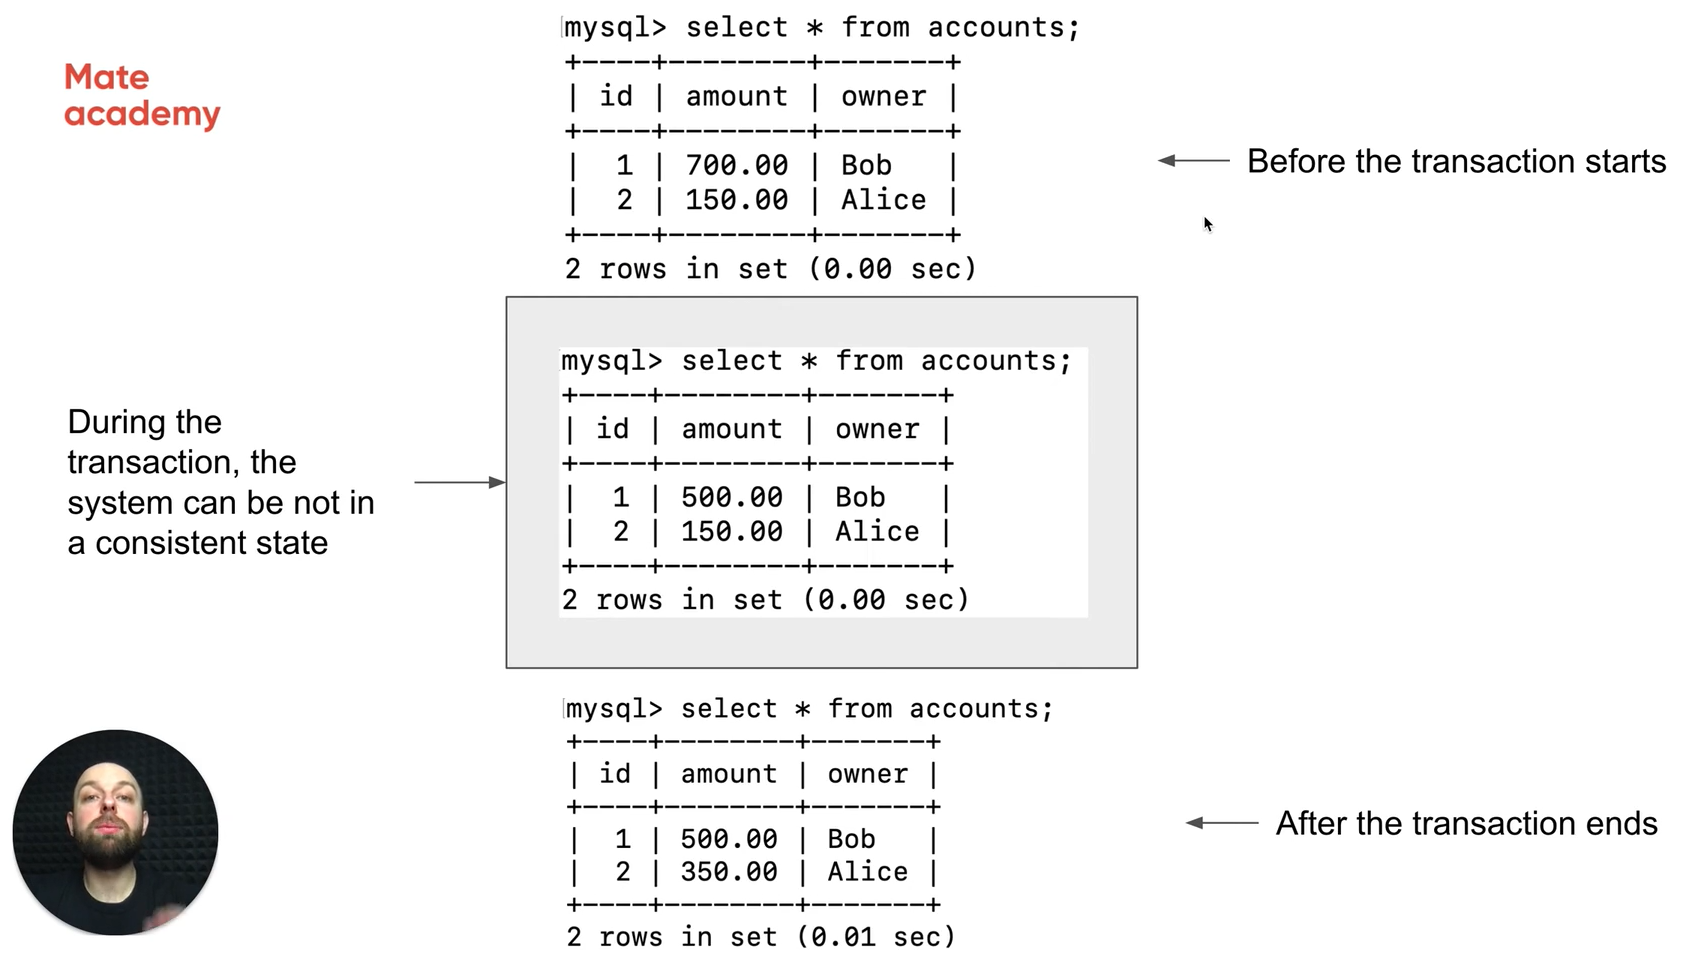 Mate
academy
mysql> select * from accounts;
+----+--------+-------+
| id | amount | owner |
+----+--------+-------+
| 1 | 700.00 | Bob |
| 2 | 150.00 | Alice |
+----+--------+-------+
2 rows in set (0.00 sec)
Before the transaction starts
During the
transaction, the
system can be not in
a consistent state
mysql> select * from accounts;
+----+--------+-------+
| id | amount | owner |
+----+--------+-------+
| 1 | 500.00 | Bob |
| 2 | 150.00 | Alice |
+----+--------+-------+
2 rows in set (0.00 sec)
mysql> select * from accounts;
+----+--------+-------+
| id | amount | owner |
+----+--------+-------+
| 1 | 500.00 | Bob |
| 2 | 350.00 | Alice |
+----+--------+-------+
2 rows in set (0.01 sec)
After the transaction ends